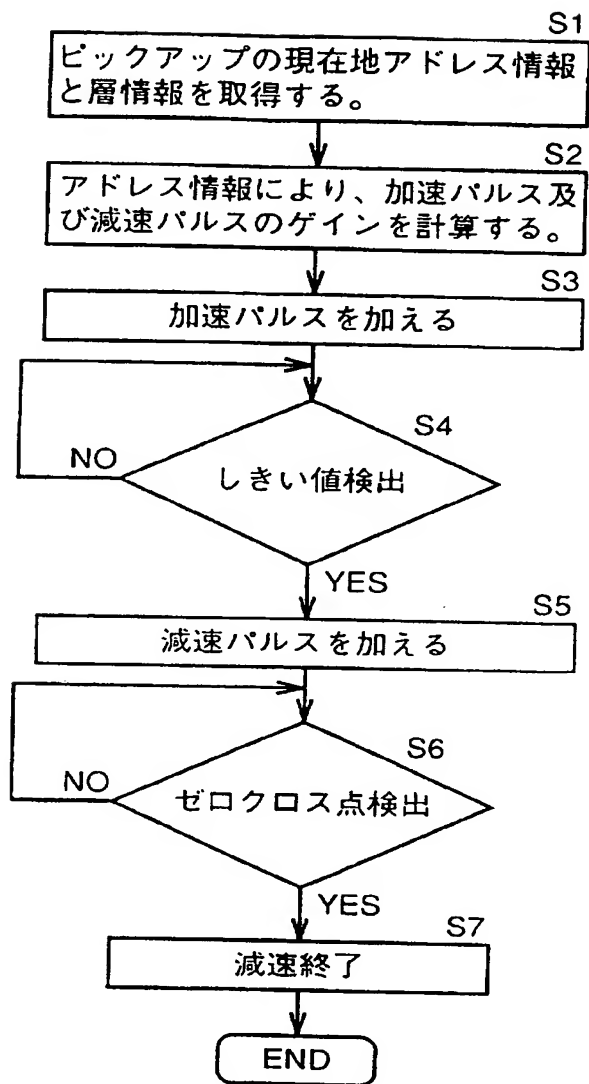 S1
ピックアップの現在地アドレス情報
と層情報を取得する。
S2
アドレス情報により、加速パルス及
び減速パルスのゲインを計算する。
S3
加速パルスを加える
S4
NO
しきい値検出
YES
S5
減速パルスを加える
S6
NO
ゼロクロス点検出
YES
S7
減速終了
END